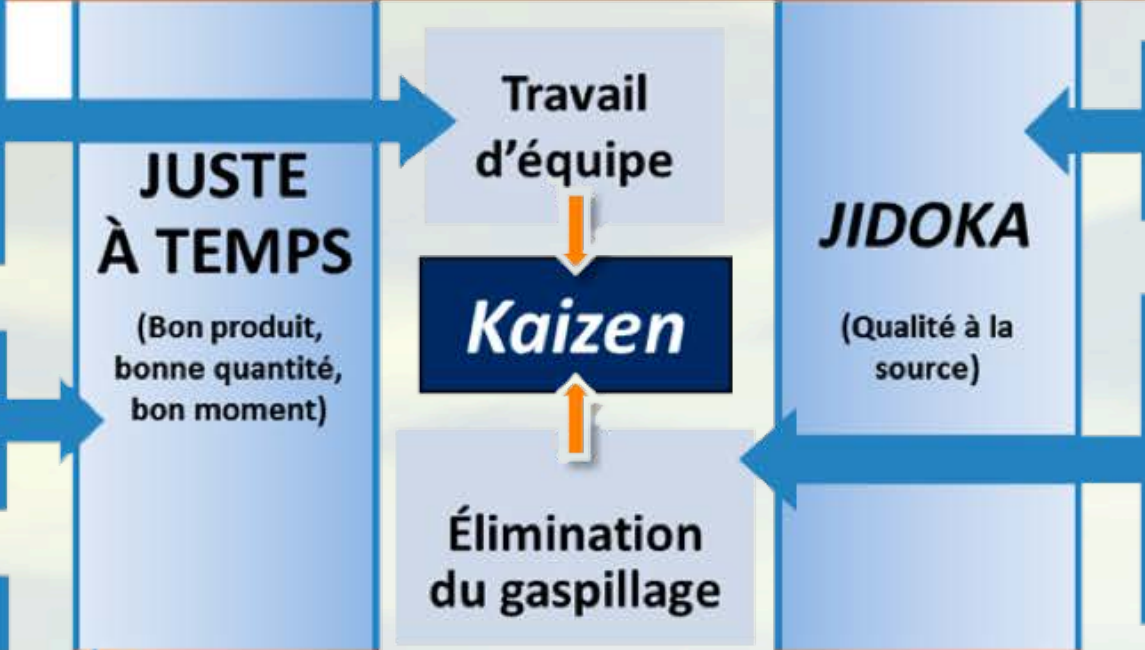 JUSTE
À TEMPS
(Bon produit,
bonne quantité,
bon moment)
Travail
d'équipe
Kaizen
Élimination
du gaspillage
JIDOKA
(Qualité à la
source)